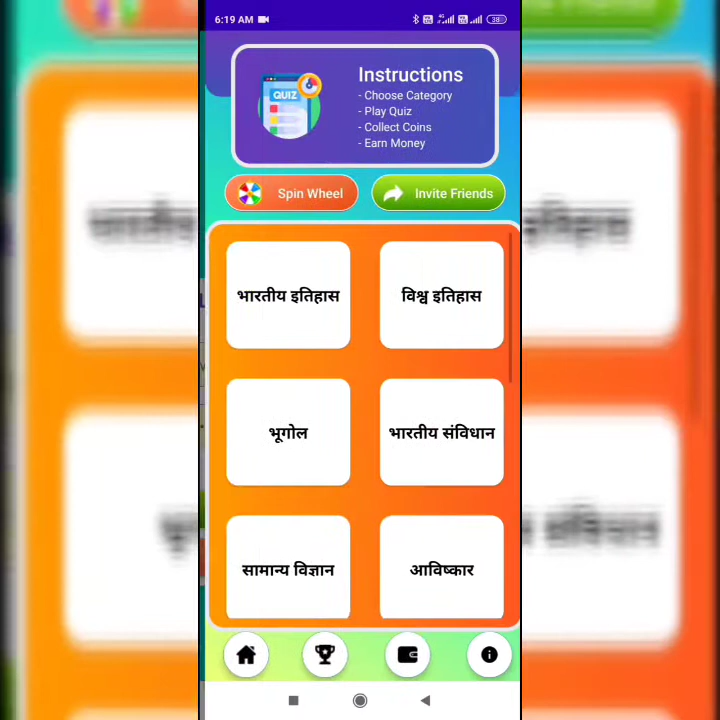 6:19 AM
38
Instructions
- Choose Category
- Play Quiz
- Collect Coins
- Earn Money
QUIZ
Spin Wheel
Invite Friends
भारतीय इतिहास
विश्व इतिहास
भूगोल
भारतीय संविधान
सामान्य विज्ञान
आविष्कार